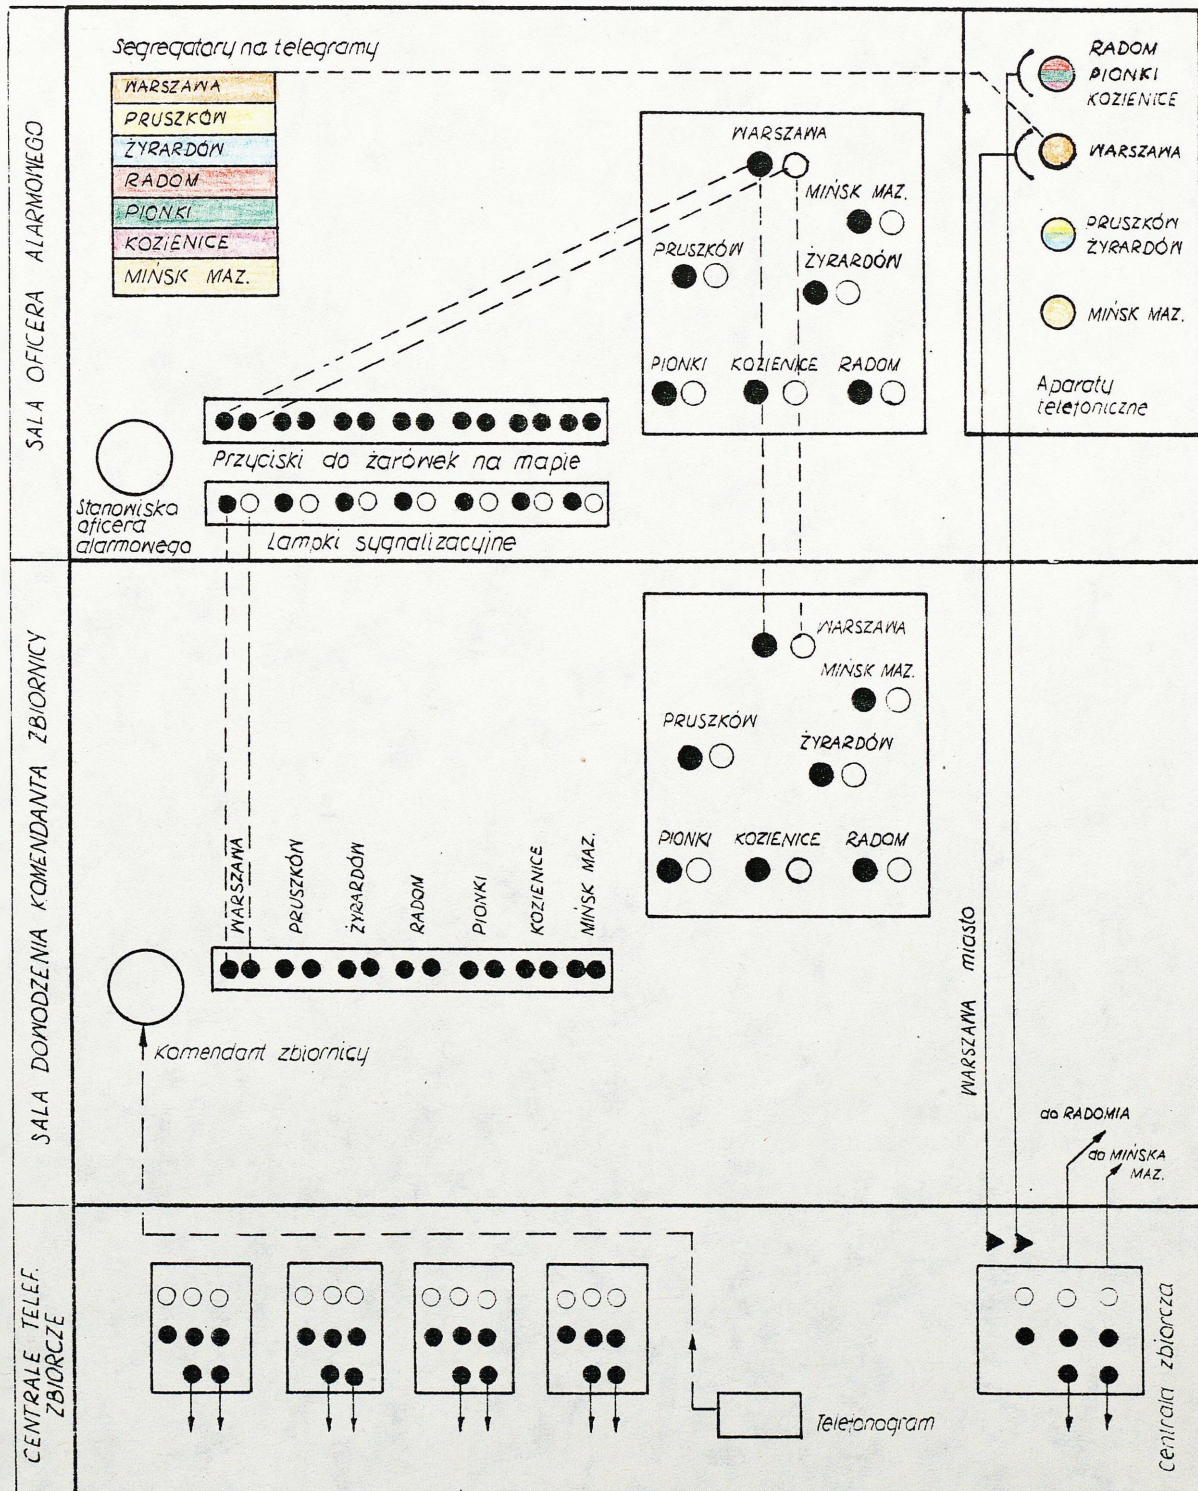 SALA OFICERA ALARMOWEGO
Segregatory na telegramy
WARSZAWA
PRUSZKÓW
ŻYRARDÓW
RADOM
PIONKI
KOZIENICE
MIŃSK MAZ.
WARSZAWA
MIŃSK MAZ.
PRUSZKÓW
ŻYRARDÓW
PIONKI
KOZIENICE
RADOM
RADOM
PIONKI
KOZIENICE
WARSZAWA
PRUSZKÓW
ŻYRARDÓW
MIŃSK MAZ.
Aparaty
telefoniczne
Przyciski do żarówek na mapie
Stanowiska
oficera
alarmowego
Lampki sygnalizacyjne
SALA DOWODZENIA KOMENDANTA ZBIORNICY
WARSZAWA
MIŃSK MAZ.
PRUSZKÓW
ŻYRARDÓW
PIONKI
KOZIENICE
RADOM
WARSZAWA
PRUSZKÓW
ŻYRARDÓW
RADOM
PIONKI
KOZIENICE
MIŃSK MAZ.
Komendant zbiornicy
WARSZAWA miasto
do RADOMIA
do MIŃSKA
MAZ.
CENTRALE TELEF.
ZBIORCZE
Telefonogram
Centrala zbiorcza